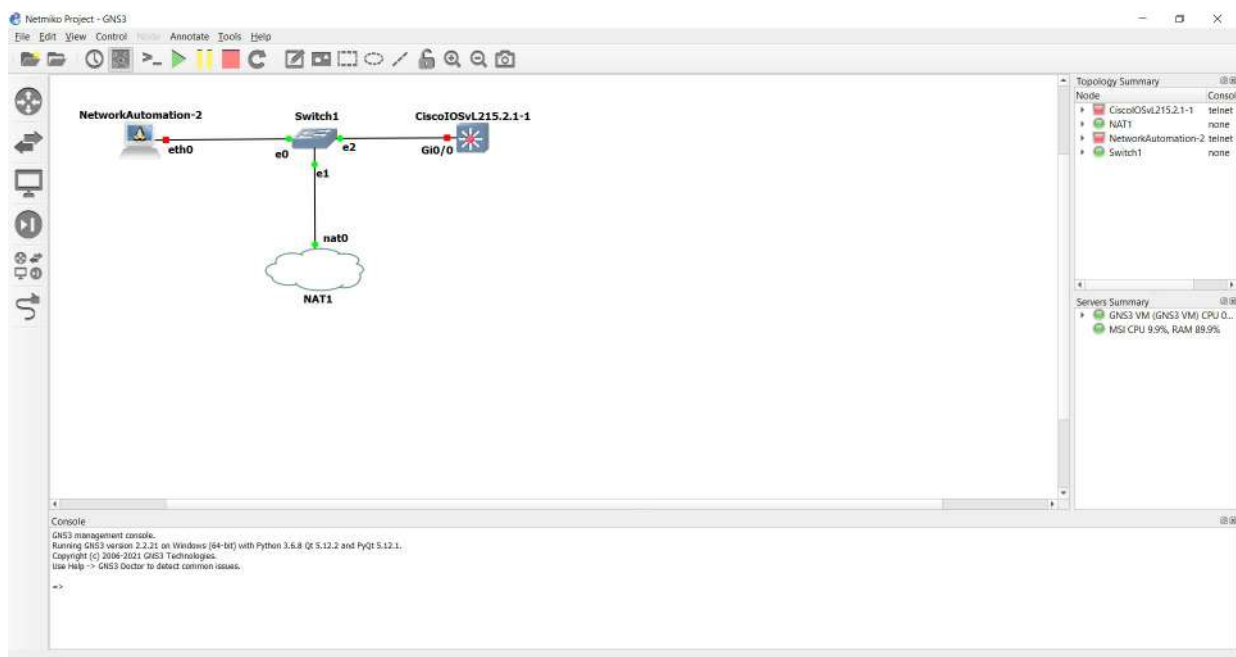 Netmiko Project - GNS3
File Edit View Control Node Annotate Tools Help
NetworkAutomation-2
Switch1
CiscoIOSvL215.2.1-1
eth0
e0
e2
Gi0/0
e1
nat0
NAT1
Topology Summary
Node Consol
CiscoIOSvL215.2.1-1 telnet
NAT1 none
NetworkAutomation-2 telnet
Switch1 none
Servers Summary
GNS3 VM (GNS3 VM) CPU 0...
MSI CPU 9.9%, RAM 89.9%
Console
GNS3 management console.
Running GNS3 version 2.2.21 on Windows (64-bit) with Python 3.6.8 Qt 5.12.2 and PyQt 5.12.1.
Copyright (c) 2006-2021 GNS3 Technologies.
Use Help -> GNS3 Doctor to detect common issues.
=>